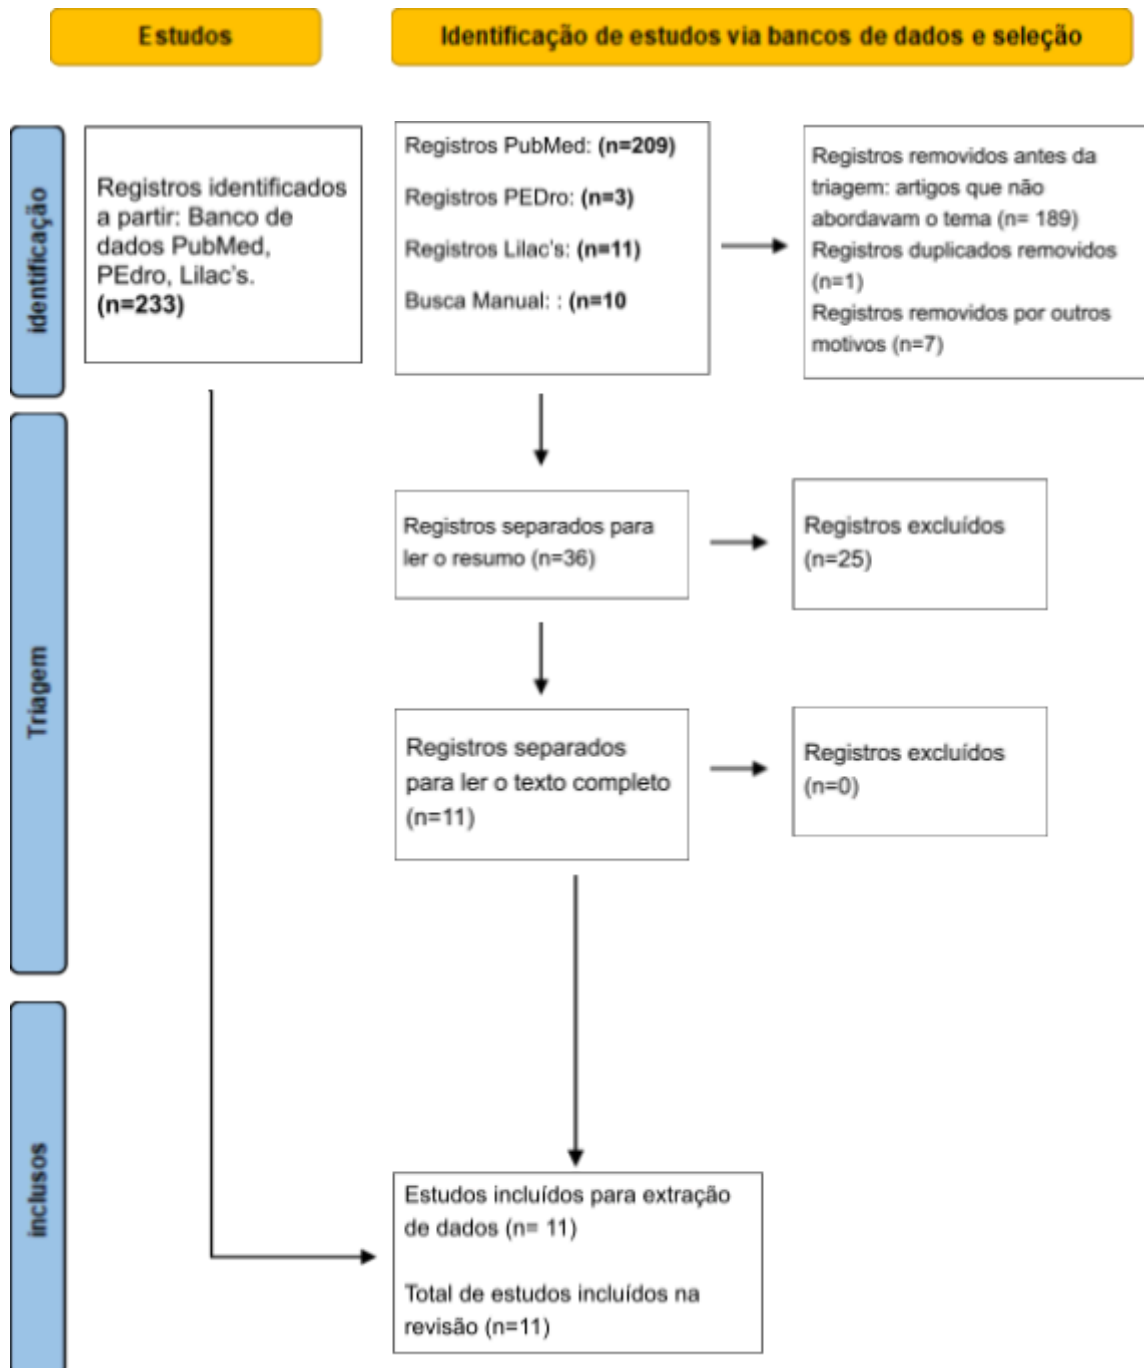 Estudos
Identificação de estudos via bancos de dados e seleção
identificação
Registros identificados
a partir: Banco de
dados PubMed,
PEdro, Lilac's.
(n=233)
Registros PubMed: (n=209)
Registros PEDro: (n=3)
Registros Lilac's: (n=11)
Busca Manual: : (n=10
Registros removidos antes da
triagem: artigos que não
abordavam o tema (n= 189)
Registros duplicados removidos
(n=1)
Registros removidos por outros
motivos (n=7)
Triagem
Registros separados para
ler o resumo (n=36)
Registros excluídos
(n=25)
Registros separados
para ler o texto completo
(n=11)
Registros excluídos
(n=0)
inclusos
Estudos incluídos para extração
de dados (n= 11)
Total de estudos incluídos na
revisão (n=11)